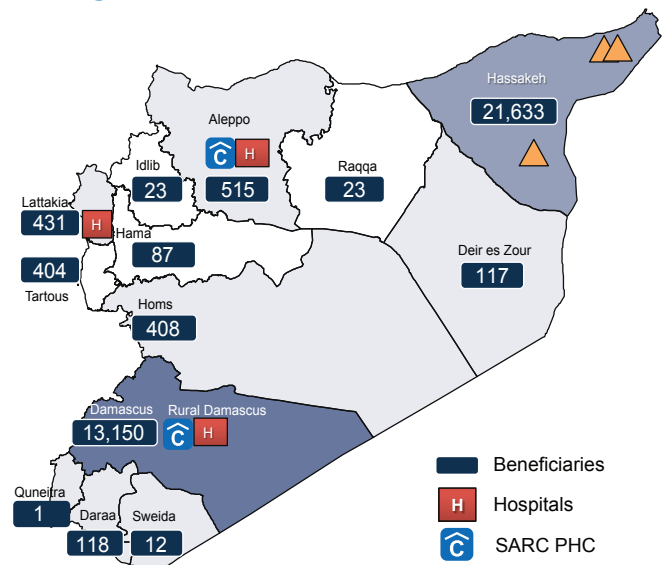 Hassakeh
21,633
Aleppo
C H
515
Idlib
23
Raqqa
23
Lattakia
431
H
Hama
87
404
Tartous
Deir es Zour
117
Homs
408
Damascus Rural Damascus
13,150
C H
Quneitra
1
Daraa Sweida
118 12
Beneficiaries
H Hospitals
C SARC PHC